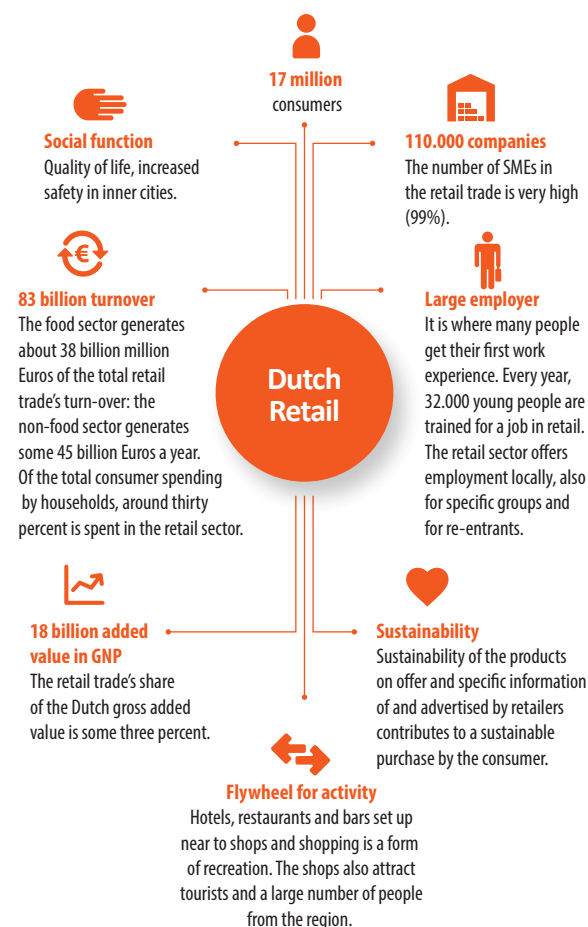 17 million
consumers
Social function
Quality of life, increased
safety in inner cities.
110.000 companies
The number of SMEs in
the retail trade is very high
(99%).
€
83 billion turnover
The food sector generates
about 38 billion million
Euros of the total retail
trade's turn-over: the
non-food sector generates
some 45 billion Euros a year.
Of the total consumer spending
by households, around thirty
percent is spent in the retail sector.
Dutch
Retail
Large employer
It is where many people
get their first work
experience. Every year,
32.000 young people are
trained for a job in retail.
The retail sector offers
employment locally, also
for specific groups and
for re-entrants.
18 billion added
value in GNP
The retail trade's share
of the Dutch gross added
value is some three percent.
Sustainability
Sustainability of the products
on offer and specific information
of and advertised by retailers
contributes to a sustainable
purchase by the consumer.
Flywheel for activity
Hotels, restaurants and bars set up
near to shops and shopping is a form
of recreation. The shops also attract
tourists and a large number of people
from the region.